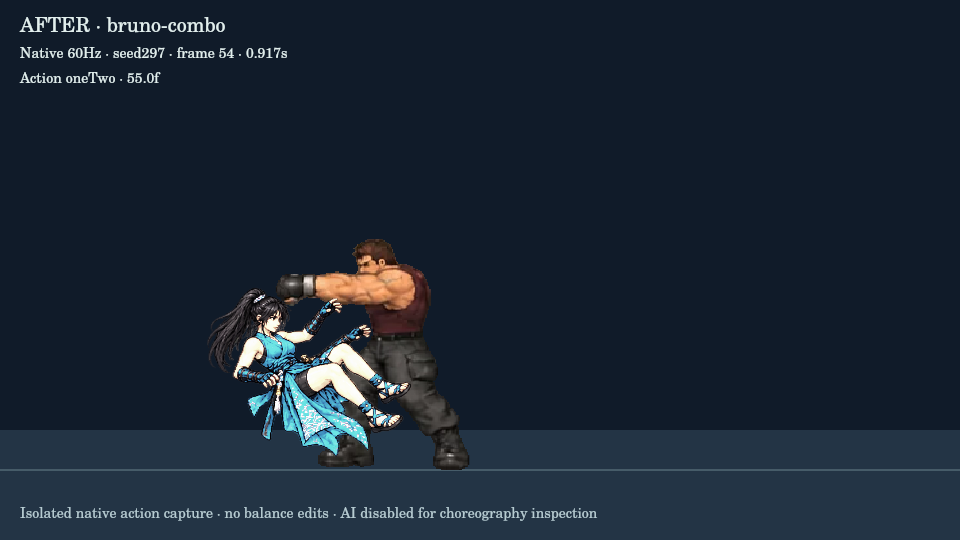 AFTER · bruno-combo
Native 60Hz · seed297 · frame 54 · 0.917s
Action oneTwo · 55.0f
Isolated native action capture · no balance edits · AI disabled for choreography inspection